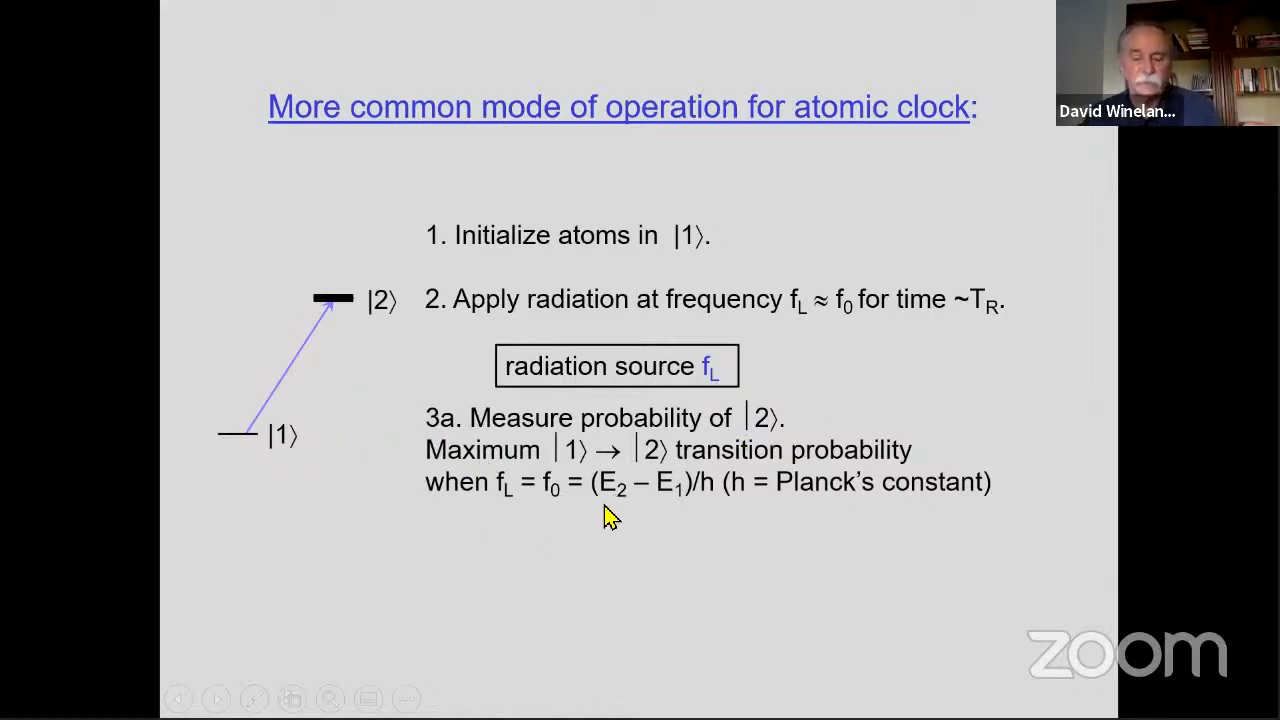 More common mode of operation for atomic clock:
David Winelan...
1. Initialize atoms in |1⟩.
|2⟩
2. Apply radiation at frequency fL ≈ f0 for time ~TR.
radiation source fL
3a. Measure probability of |2⟩.
|1⟩
Maximum |1⟩ → |2⟩ transition probability
when fL = f0 = (E2 – E1)/h (h = Planck's constant)
zoom